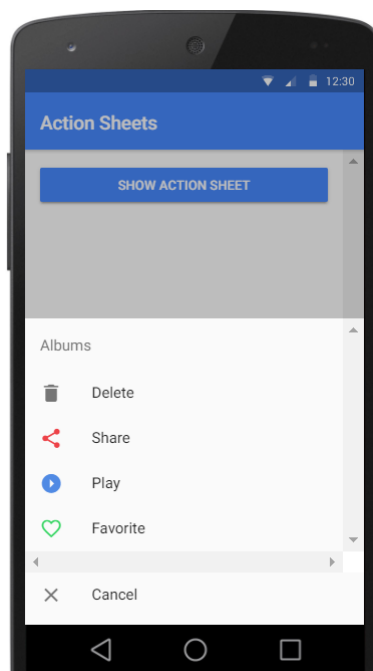 12:30
Action Sheets
SHOW ACTION SHEET
Albums
Delete
Share
Play
Favorite
Cancel